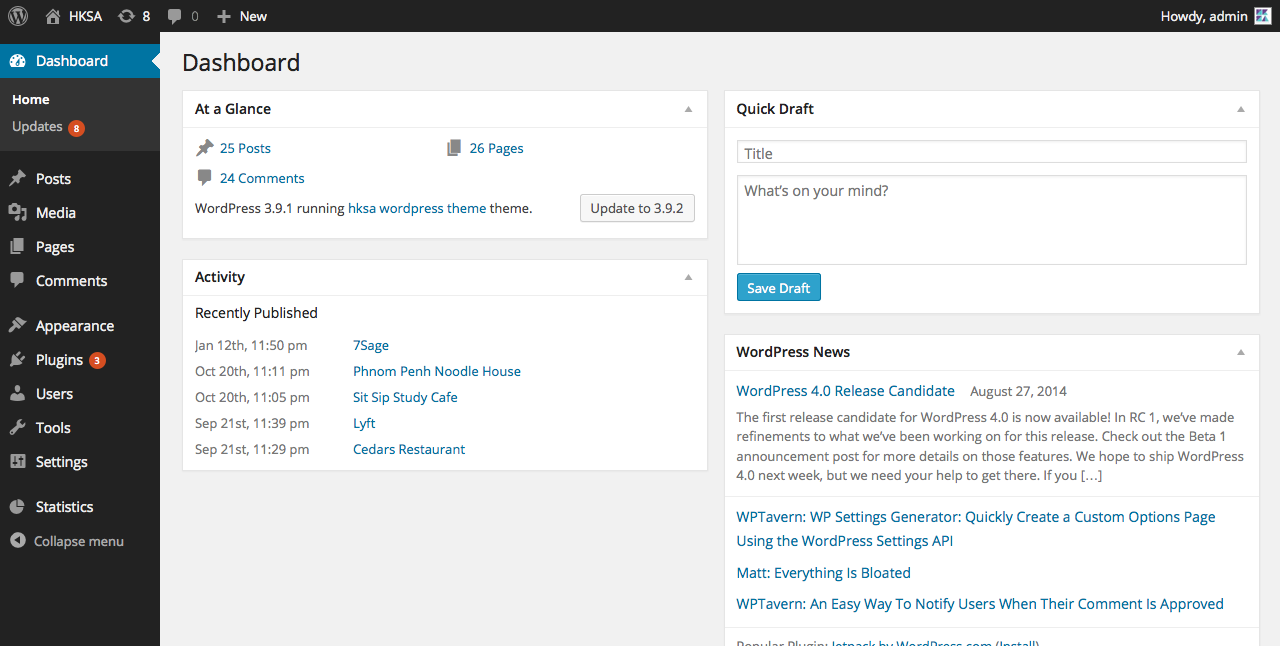 HKSA 8 0 New Howdy, admin
Dashboard
Home
Updates 8
Posts
Media
Pages
Comments
Appearance
Plugins 3
Users
Tools
Settings
Statistics
Collapse menu
Dashboard
At a Glance
25 Posts 26 Pages
24 Comments
WordPress 3.9.1 running hksa wordpress theme theme. Update to 3.9.2
Activity
Recently Published
Jan 12th, 11:50 pm 7Sage
Oct 20th, 11:11 pm Phnom Penh Noodle House
Oct 20th, 11:05 pm Sit Sip Study Cafe
Sep 21st, 11:39 pm Lyft
Sep 21st, 11:29 pm Cedars Restaurant
Quick Draft
Title
What's on your mind?
Save Draft
WordPress News
WordPress 4.0 Release Candidate August 27, 2014
The first release candidate for WordPress 4.0 is now available! In RC 1, we've made
refinements to what we've been working on for this release. Check out the Beta 1
announcement post for more details on those features. We hope to ship WordPress
4.0 next week, but we need your help to get there. If you […]
WPTavern: WP Settings Generator: Quickly Create a Custom Options Page
Using the WordPress Settings API
Matt: Everything Is Bloated
WPTavern: An Easy Way To Notify Users When Their Comment Is Approved
Popular Plugin: Jetpack by WordPress.com (Install)